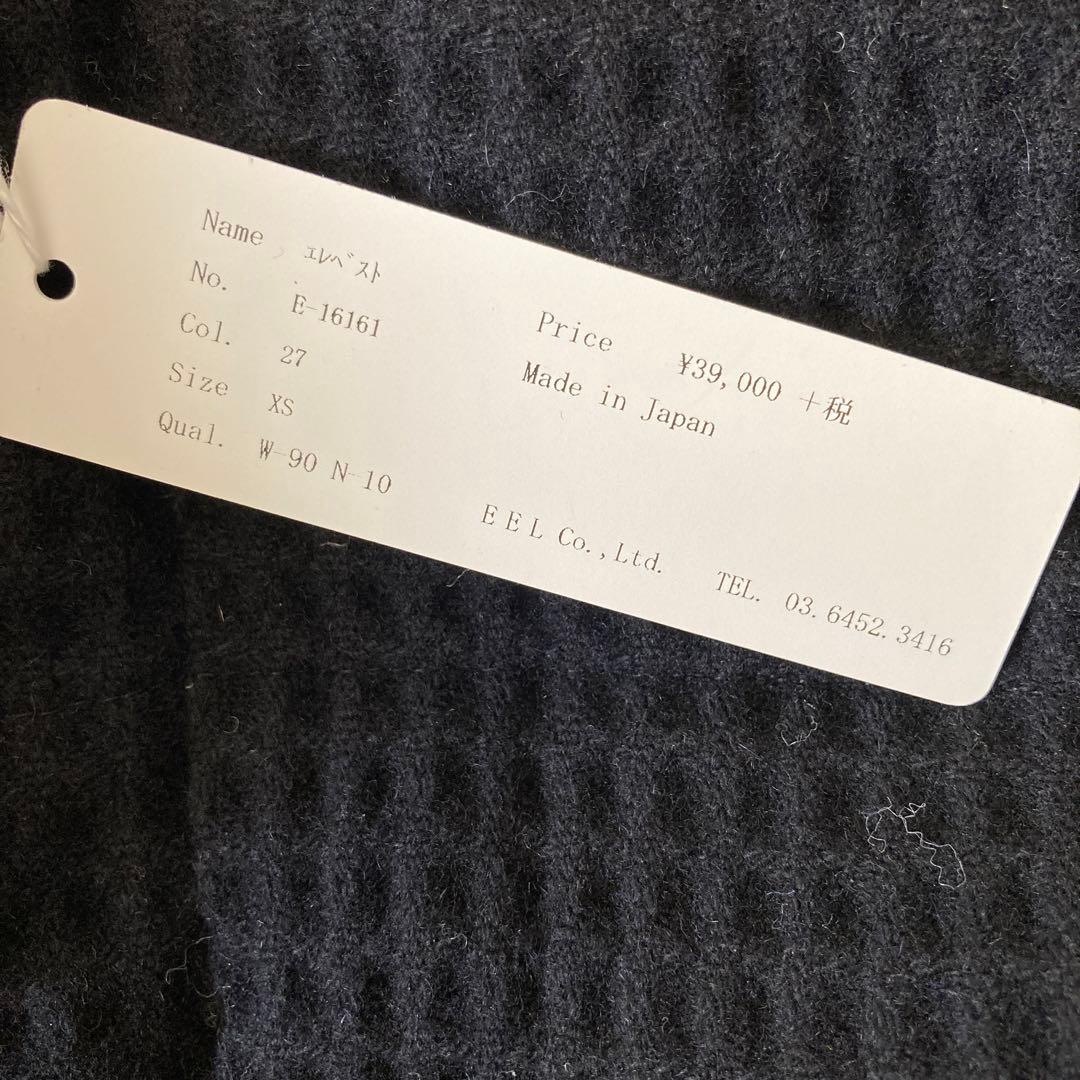 Name ｴﾚﾍﾞｽﾄ
No. E-16161
Col. 27
Size XS
Qual. W-90 N-10
Price ¥39,000 +税
Made in Japan
E E L Co.,Ltd. TEL. 03.6452.3416